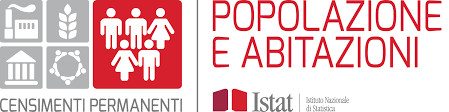 CENSIMENTI PERMANENTI
POPOLAZIONE
E ABITAZIONI
Istat
Istituto Nazionale
di Statistica